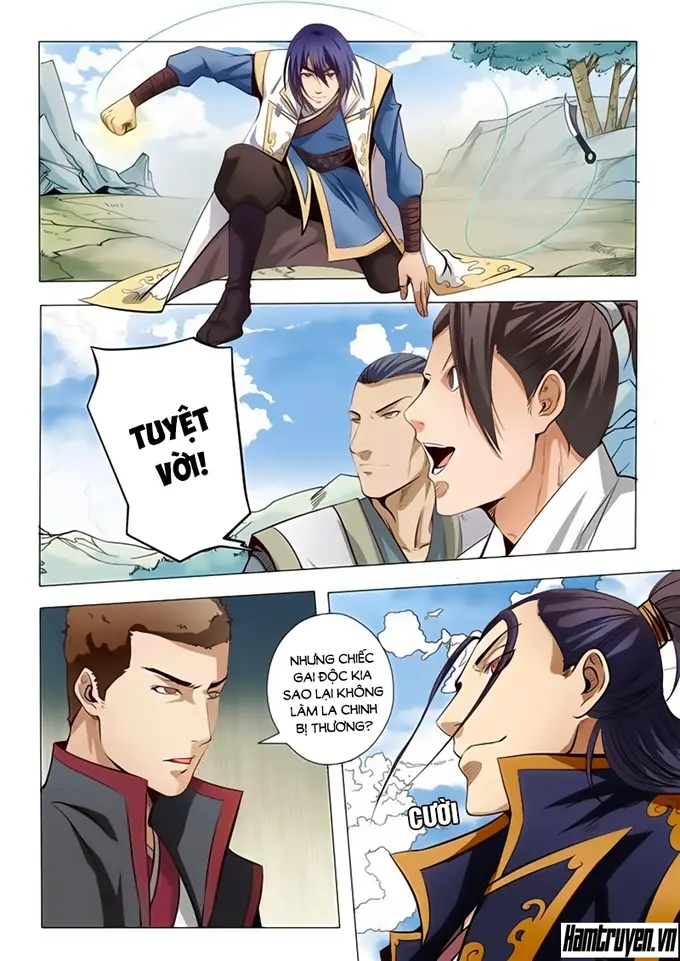 TUYỆT
VỜI!
NHƯNG CHIẾC
GAI ĐỘC KIA
SAO LẠI KHÔNG
LÀM LA CHINH
BỊ THƯƠNG?
CƯỜI
Hamtruyen.vn